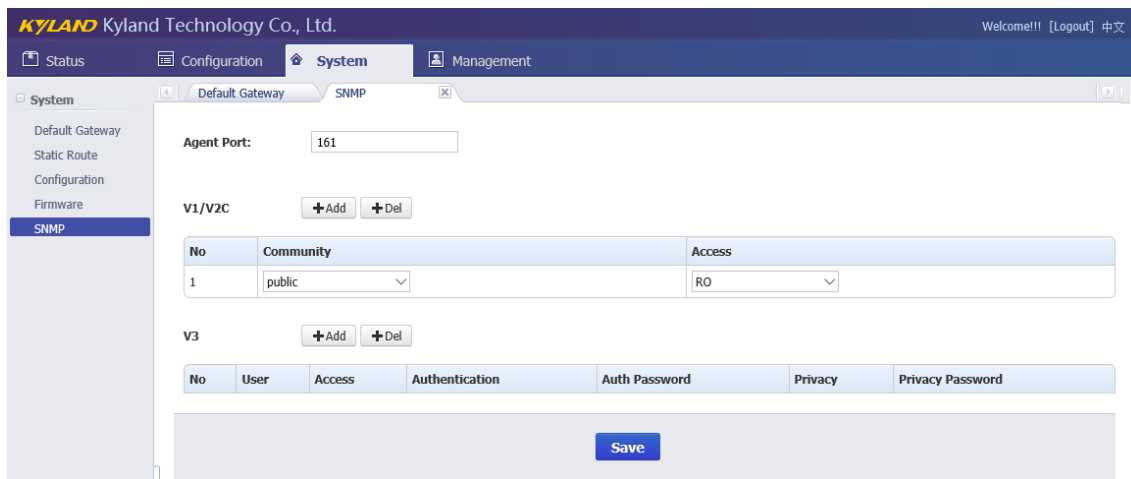 KYLAND Kyland Technology Co., Ltd.
Welcome!!! [Logout] 中文
Status Configuration System Management
System
Default Gateway
Static Route
Configuration
Firmware
SNMP
Default Gateway SNMP
Agent Port: 161
V1/V2C Add Del
No Community Access
1 public RO
V3 Add Del
No User Access Authentication Auth Password Privacy Privacy Password
Save